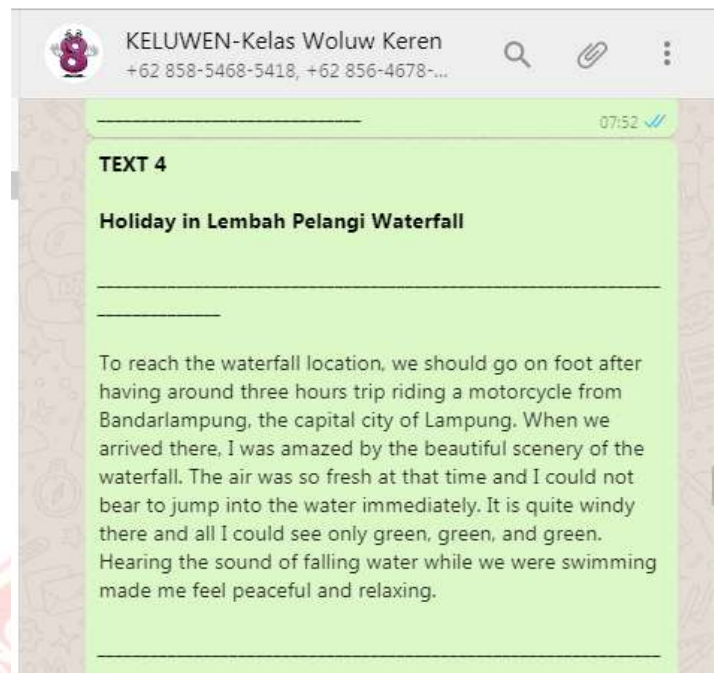 KELUWEN-Kelas Woluw Keren
+62 858-5468-5418, +62 856-4678-...
07:52
TEXT 4
Holiday in Lembah Pelangi Waterfall
To reach the waterfall location, we should go on foot after
having around three hours trip riding a motorcycle from
Bandarlampung, the capital city of Lampung. When we
arrived there, I was amazed by the beautiful scenery of the
waterfall. The air was so fresh at that time and I could not
bear to jump into the water immediately. It is quite windy
there and all I could see only green, green, and green.
Hearing the sound of falling water while we were swimming
made me feel peaceful and relaxing.